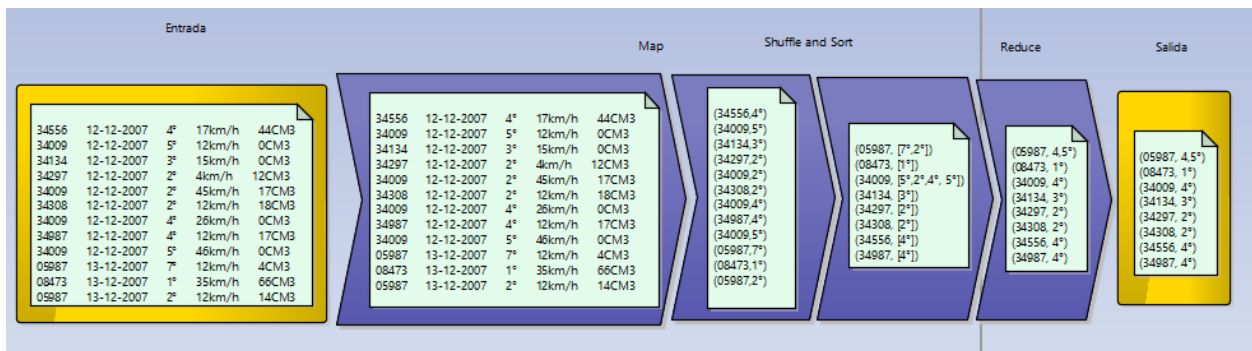 Entrada
Map
Shuffle and Sort
Reduce
Salida
34556 12-12-2007 4° 17km/h 44CM3
34009 12-12-2007 5° 12km/h 0CM3
34134 12-12-2007 3° 15km/h 0CM3
34297 12-12-2007 2° 4km/h 12CM3
34009 12-12-2007 2° 45km/h 17CM3
34308 12-12-2007 2° 12km/h 18CM3
34009 12-12-2007 4° 26km/h 0CM3
34987 12-12-2007 4° 12km/h 17CM3
34009 12-12-2007 5° 46km/h 0CM3
05987 13-12-2007 7° 12km/h 4CM3
08473 13-12-2007 1° 35km/h 66CM3
05987 13-12-2007 2° 12km/h 14CM3
34556 12-12-2007 4° 17km/h 44CM3
34009 12-12-2007 5° 12km/h 0CM3
34134 12-12-2007 3° 15km/h 0CM3
34297 12-12-2007 2° 4km/h 12CM3
34009 12-12-2007 2° 45km/h 17CM3
34308 12-12-2007 2° 12km/h 18CM3
34009 12-12-2007 4° 26km/h 0CM3
34987 12-12-2007 4° 12km/h 17CM3
34009 12-12-2007 5° 46km/h 0CM3
05987 13-12-2007 7° 12km/h 4CM3
08473 13-12-2007 1° 35km/h 66CM3
05987 13-12-2007 2° 12km/h 14CM3
(34556,4°)
(34009,5°)
(34134,3°)
(34297,2°)
(34009,2°)
(34308,2°)
(34009,4°)
(34987,4°)
(34009,5°)
(05987,7°)
(08473,1°)
(05987,2°)
(05987, [7°,2°])
(08473, [1°])
(34009, [5°,2°,4°, 5°])
(34134, [3°])
(34297, [2°])
(34308, [2°])
(34556, [4°])
(34987, [4°])
(05987, 4,5°)
(08473, 1°)
(34009, 4°)
(34134, 3°)
(34297, 2°)
(34308, 2°)
(34556, 4°)
(34987, 4°)
(05987, 4,5°)
(08473, 1°)
(34009, 4°)
(34134, 3°)
(34297, 2°)
(34308, 2°)
(34556, 4°)
(34987, 4°)